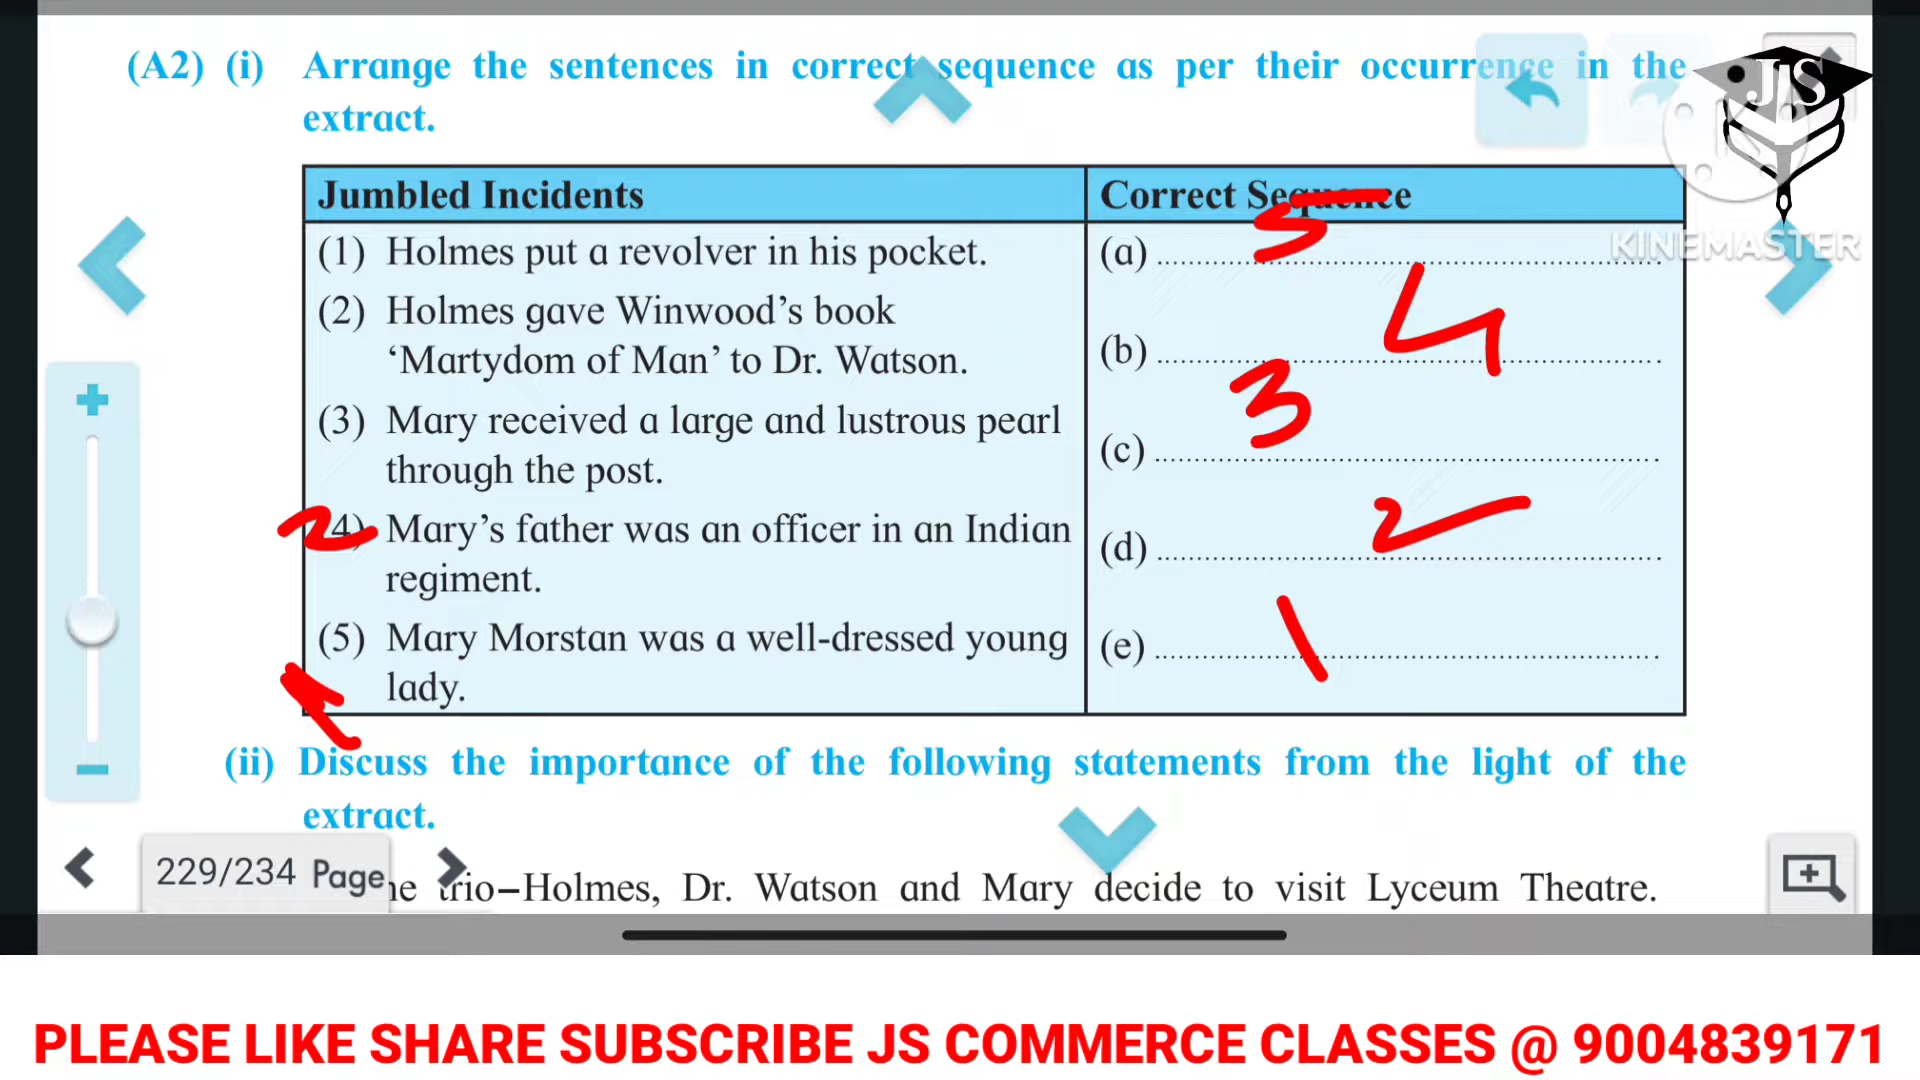 (A2) (i) Arrange the sentences in correct sequence as per their occurrence in the
extract.
JS
KINEMASTER
Jumbled Incidents
Correct Sequence
(1) Holmes put a revolver in his pocket.
(a) 5
(2) Holmes gave Winwood's book
'Martydom of Man' to Dr. Watson.
(b) 4
(3) Mary received a large and lustrous pearl
through the post.
(c) 3
2 4) Mary's father was an officer in an Indian
regiment.
(d) 2
(5) Mary Morstan was a well-dressed young
lady.
(e) 1
1
(ii) Discuss the importance of the following statements from the light of the
extract.
229/234 Page
trio–Holmes, Dr. Watson and Mary decide to visit Lyceum Theatre.
PLEASE LIKE SHARE SUBSCRIBE JS COMMERCE CLASSES @ 9004839171